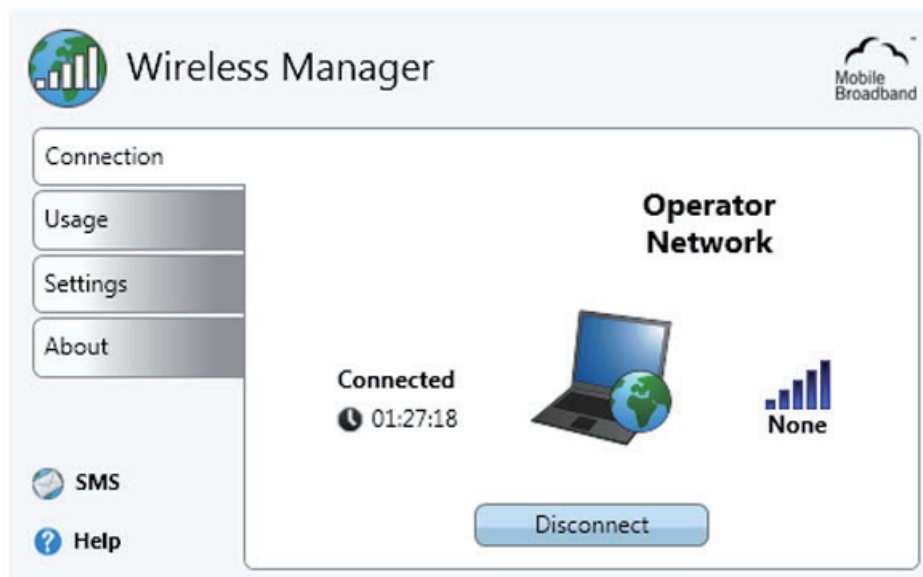 Wireless Manager
Mobile
Broadband
Connection
Usage
Settings
About
SMS
Help
Operator
Network
Connected
01:27:18
None
Disconnect